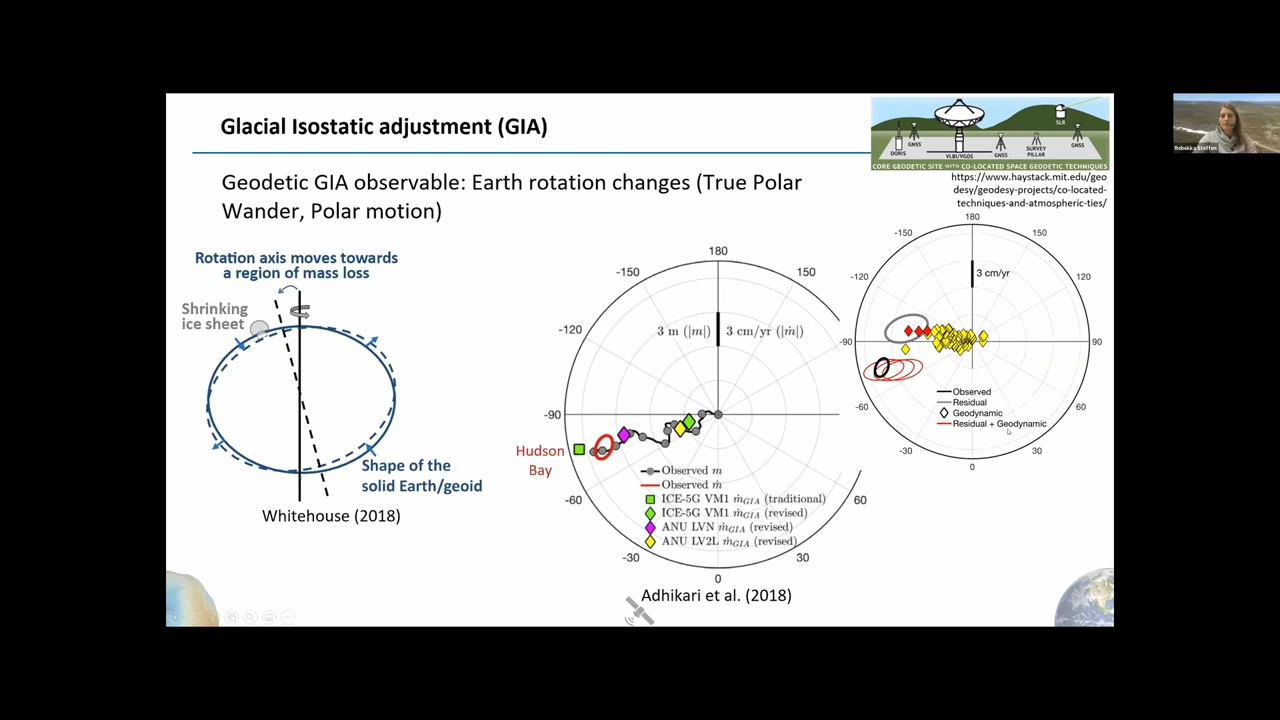 Glacial Isostatic adjustment (GIA)
DORIS
GNSS
VLBI/VGOS
GNSS
SURVEY
PILLAR
SLR
GNSS
CORE GEODETIC SITE WITH CO-LOCATED SPACE GEODETIC TECHNIQUES
https://www.haystack.mit.edu/geo
desy/geodesy-projects/co-located-
techniques-and-atmospheric-ties/
Rebekka Steffen
Geodetic GIA observable: Earth rotation changes (True Polar
Wander, Polar motion)
Rotation axis moves towards
a region of mass loss
Shrinking
ice sheet
Shape of the
solid Earth/geoid
Whitehouse (2018)
180
-150
150
-120
3 m (|m|)
3 cm/yr (|ṁ|)
-90
Hudson
Bay
-60
60
-30
30
0
Observed m
Observed ṁ
ICE-5G VM1 ṁGIA (traditional)
ICE-5G VM1 ṁGIA (revised)
ANU LVN ṁGIA (revised)
ANU LV2L ṁGIA (revised)
Adhikari et al. (2018)
180
-150
150
-120
120
3 cm/yr
-90
90
-60
60
-30
30
0
Observed
Residual
Geodynamic
Residual + Geodynamic